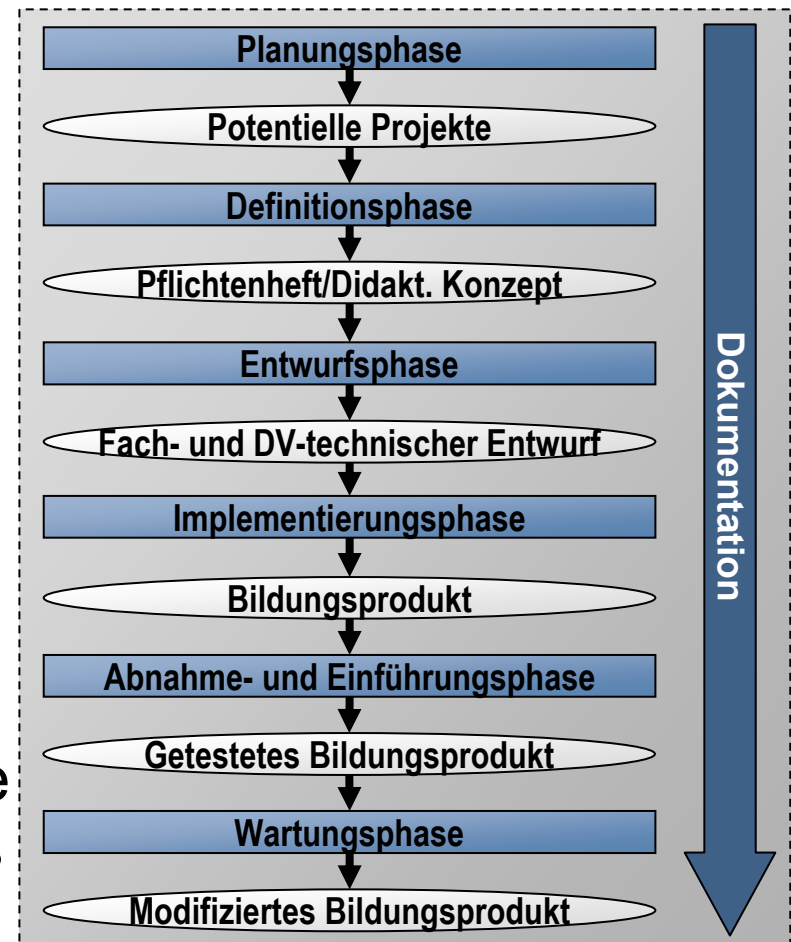 Planungsphase
Potentielle Projekte
Definitionsphase
Pflichtenheft/Didakt. Konzept
Entwurfsphase
Fach- und DV-technischer Entwurf
Implementierungsphase
Bildungsprodukt
Abnahme- und Einführungsphase
Getestetes Bildungsprodukt
Wartungsphase
Modifiziertes Bildungsprodukt
Dokumentation